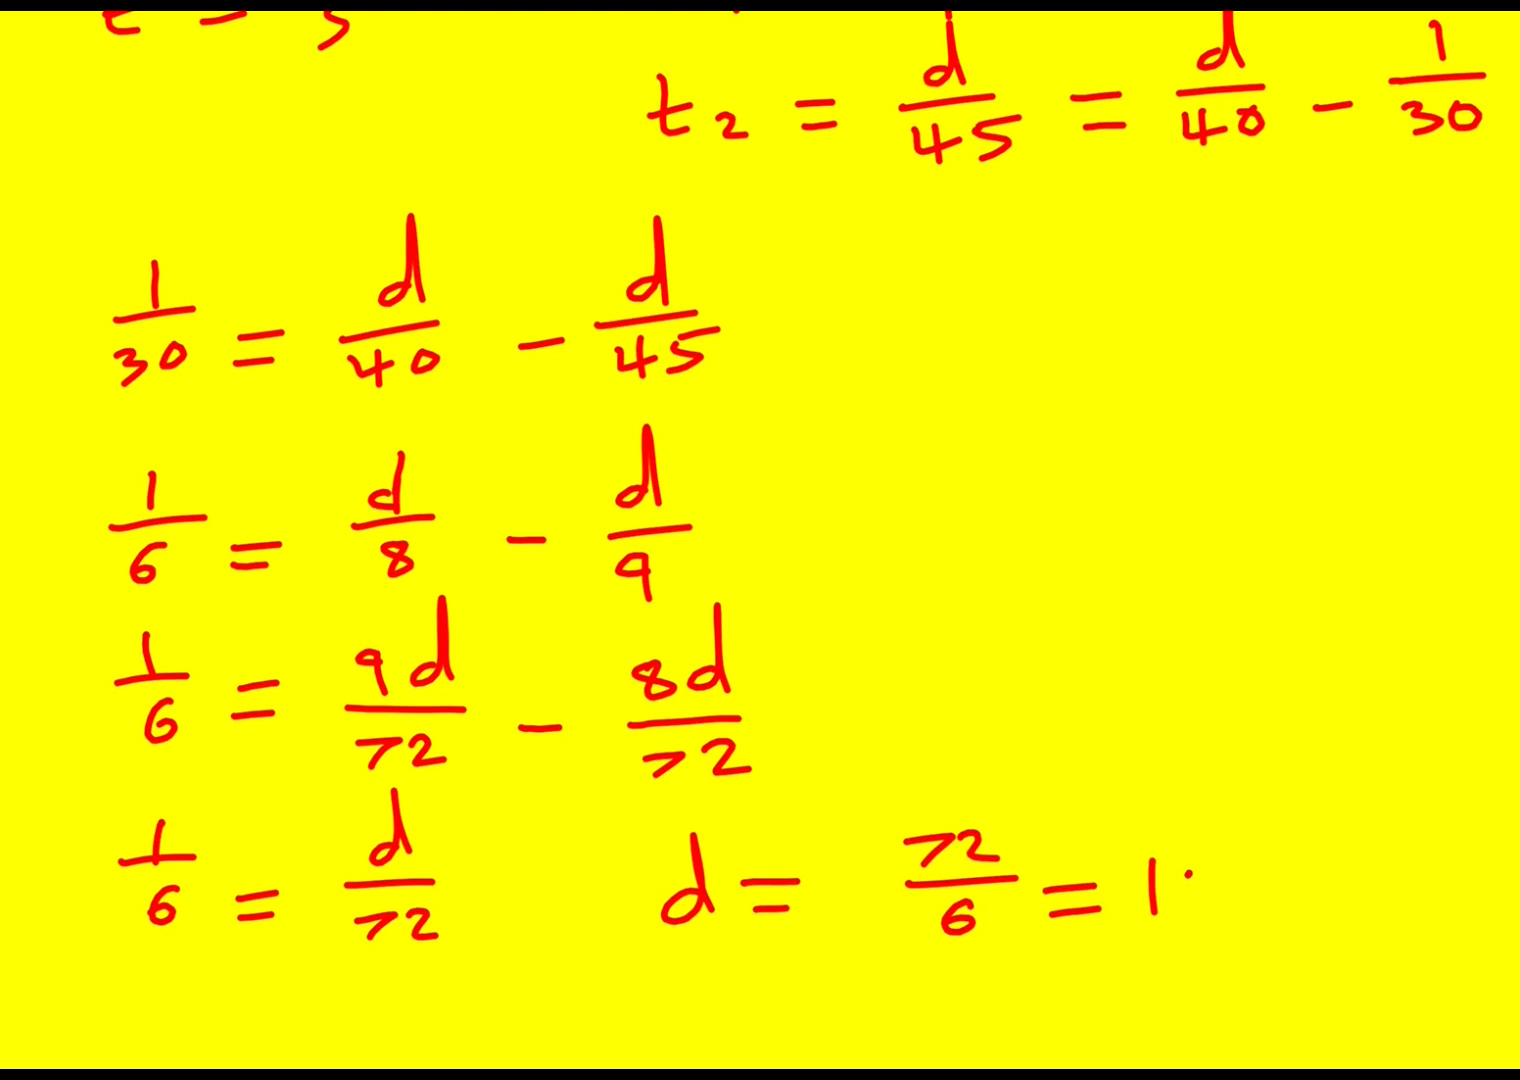 t₂ = d/45 = d/40 - 1/30
1/30 = d/40 - d/45
1/6 = d/8 - d/9
1/6 = 9d/72 - 8d/72
1/6 = d/72 d = 72/6 = 1